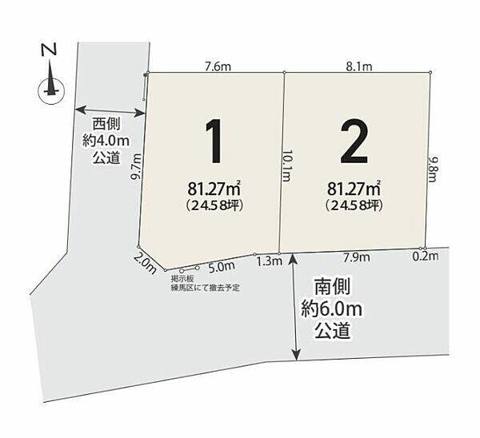 N
7.6m
8.1m
西側
約4.0m
公道
9.7m
1
81.27㎡
（24.58坪）
10.1m
2
81.27㎡
（24.58坪）
9.8m
2.0m
5.0m
1.3m
7.9m
0.2m
掲示板
練馬区にて撤去予定
南側
約6.0m
公道